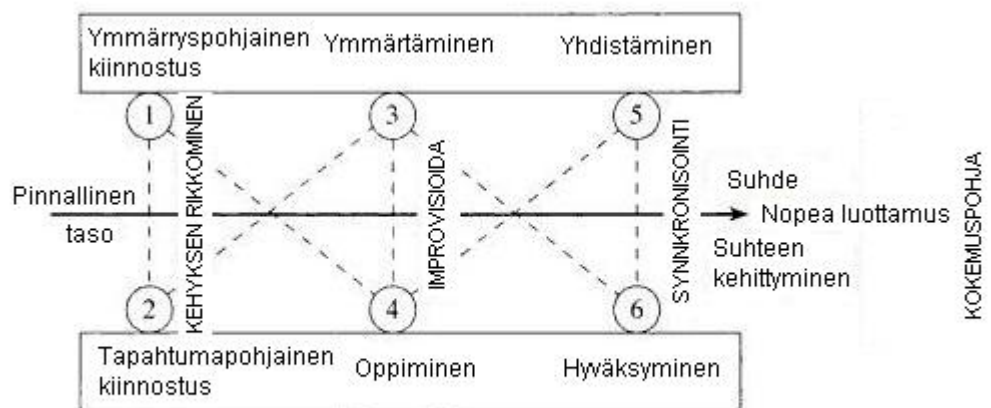 Ymmärryspohjainen
kiinnostus
Ymmärtäminen
Yhdistäminen
1
3
5
KEHYKSEN RIKKOMINEN
IMPROVISIOIDA
SYNNKRONISOINTI
KOKEMUSPOHJA
Pinnallinen
taso
Suhde
Nopea luottamus
Suhteen
kehittyminen
2
4
6
Tapahtumapohjainen
kiinnostus
Oppiminen
Hyväksyminen